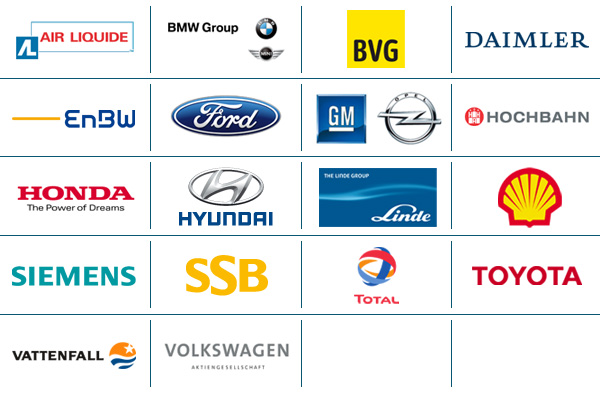 AIR LIQUIDE
BMW Group
MINI
BVG
DAIMLER
EnBW
Ford
GM
OPEL
HOCHBAHN
HONDA
The Power of Dreams
HYUNDAI
THE LINDE GROUP
Linde
SIEMENS
SSB
TOTAL
TOYOTA
VATTENFALL
VOLKSWAGEN
AKTIENGESELLSCHAFT